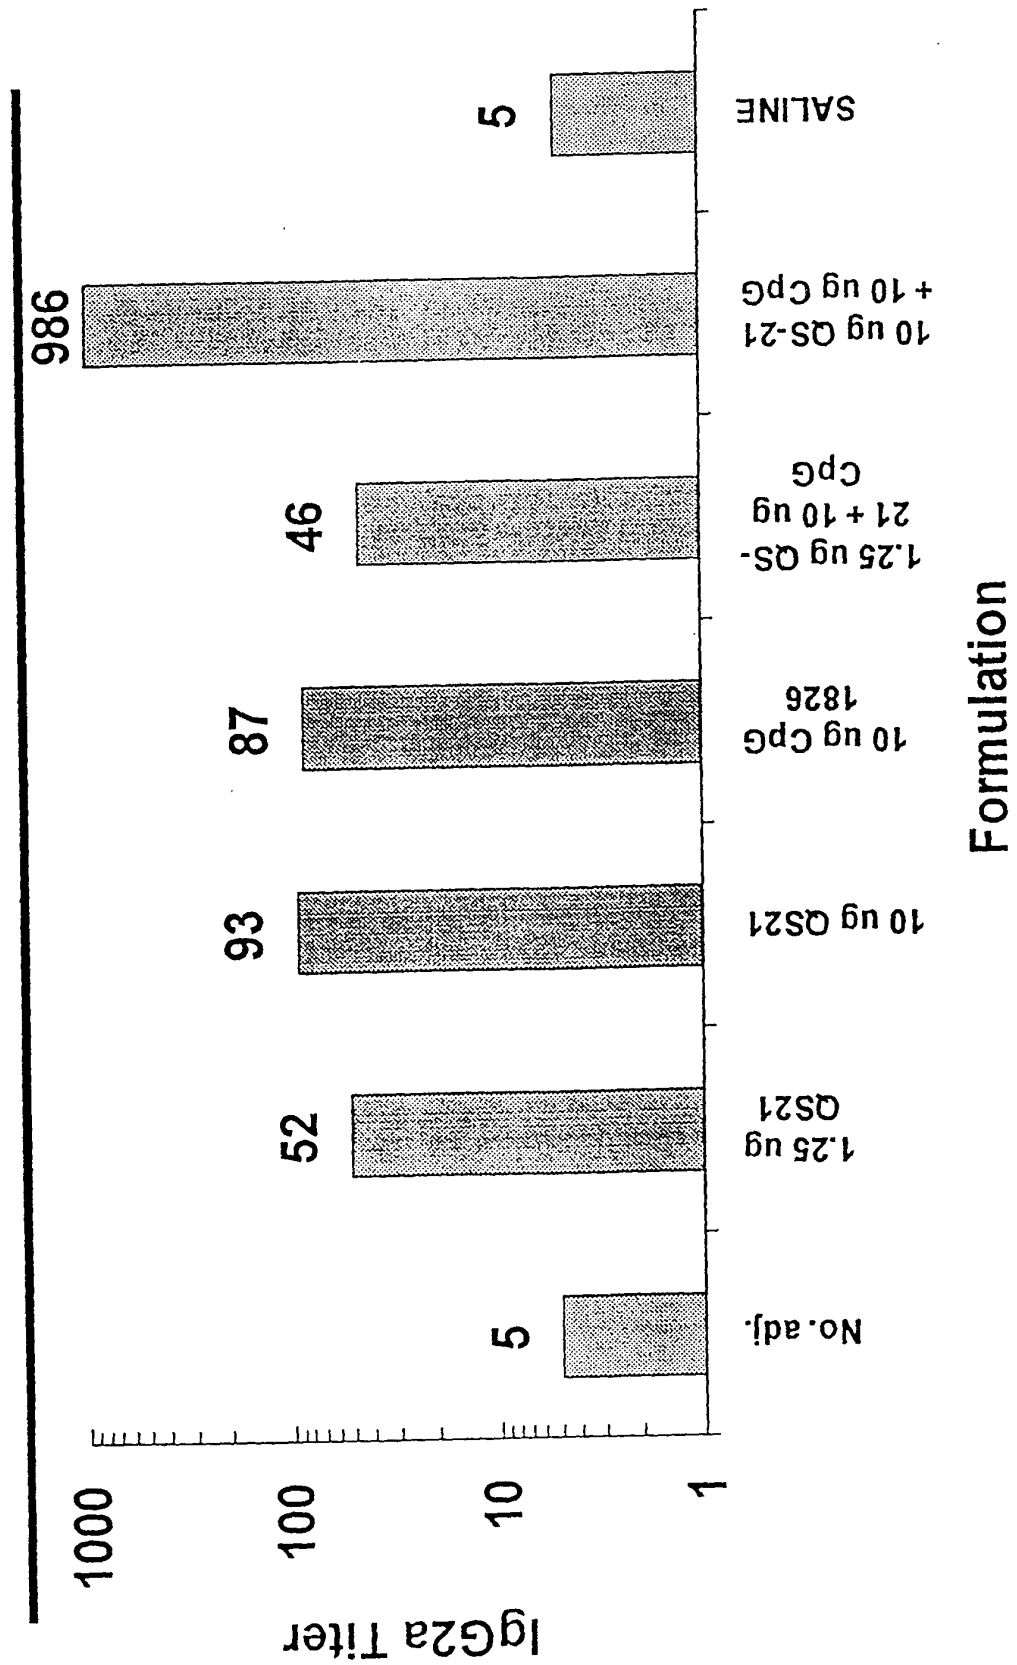 IgG2a Titer
1000
100
10
1
5
52
93
87
46
986
5
No. adj.
1.25 ug
QS21
10 ug QS21
10 ug CpG
1826
1.25 ug QS-
21 + 10 ug
CpG
10 ug QS-21
+ 10 ug CpG
SALINE
Formulation